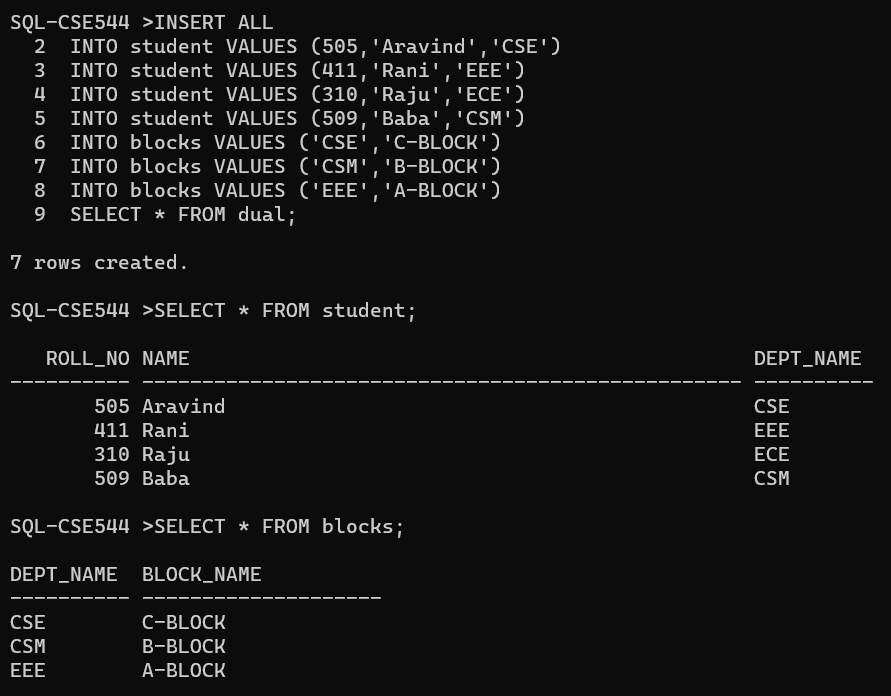 SQL-CSE544 >INSERT ALL
  2  INTO student VALUES (505,'Aravind','CSE')
  3  INTO student VALUES (411,'Rani','EEE')
  4  INTO student VALUES (310,'Raju','ECE')
  5  INTO student VALUES (509,'Baba','CSM')
  6  INTO blocks VALUES ('CSE','C-BLOCK')
  7  INTO blocks VALUES ('CSM','B-BLOCK')
  8  INTO blocks VALUES ('EEE','A-BLOCK')
  9  SELECT * FROM dual;
7 rows created.
SQL-CSE544 >SELECT * FROM student;
   ROLL_NO NAME                                               DEPT_NAME
---------- -------------------------------------------------- ----------
       505 Aravind                                            CSE
       411 Rani                                               EEE
       310 Raju                                               ECE
       509 Baba                                               CSM
SQL-CSE544 >SELECT * FROM blocks;
DEPT_NAME  BLOCK_NAME
---------- --------------------
CSE        C-BLOCK
CSM        B-BLOCK
EEE        A-BLOCK